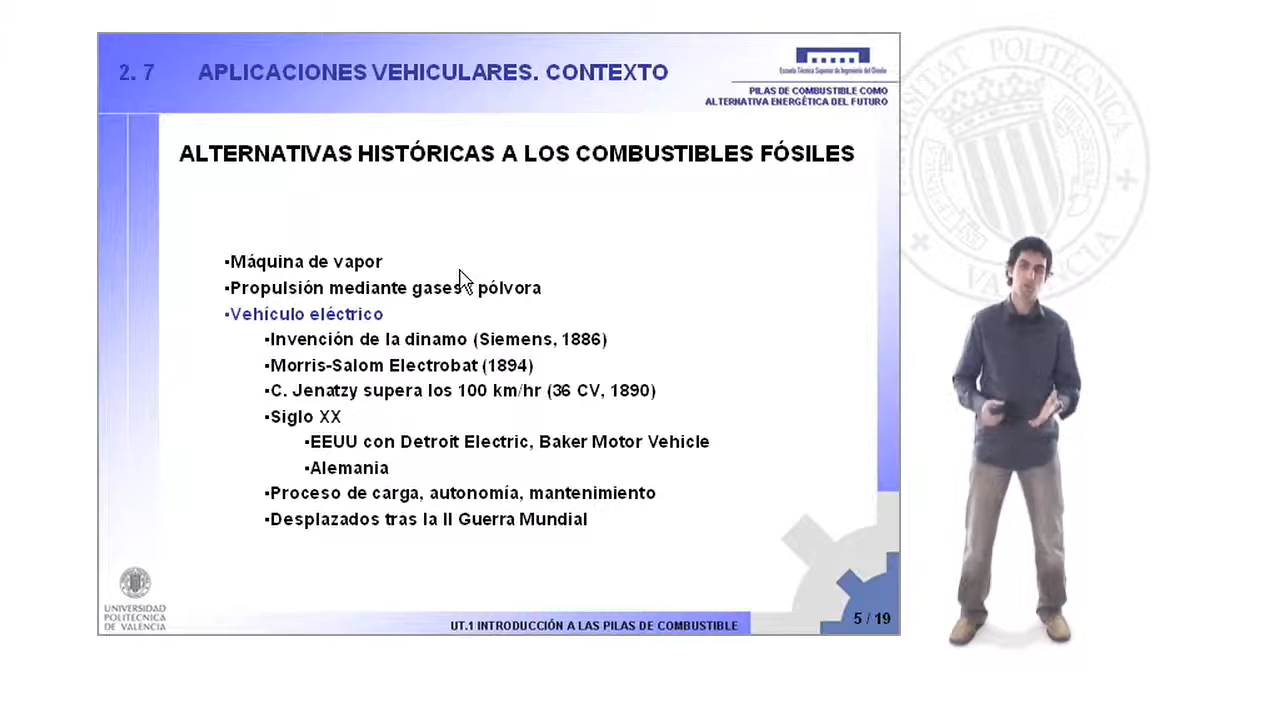 2. 7 APLICACIONES VEHICULARES. CONTEXTO
Escuela Técnica Superior de Ingeniería del Diseño
PILAS DE COMBUSTIBLE COMO
ALTERNATIVA ENERGÉTICA DEL FUTURO
ALTERNATIVAS HISTÓRICAS A LOS COMBUSTIBLES FÓSILES
▪Máquina de vapor
▪Propulsión mediante gases pólvora
▪Vehículo eléctrico
▪Invención de la dinamo (Siemens, 1886)
▪Morris-Salom Electrobat (1894)
▪C. Jenatzy supera los 100 km/hr (36 CV, 1890)
▪Siglo XX
▪EEUU con Detroit Electric, Baker Motor Vehicle
▪Alemania
▪Proceso de carga, autonomía, mantenimiento
▪Desplazados tras la II Guerra Mundial
UNIVERSIDAD
POLITECNICA
DE VALENCIA
UT.1 INTRODUCCIÓN A LAS PILAS DE COMBUSTIBLE
5 / 19
POLITECNICA